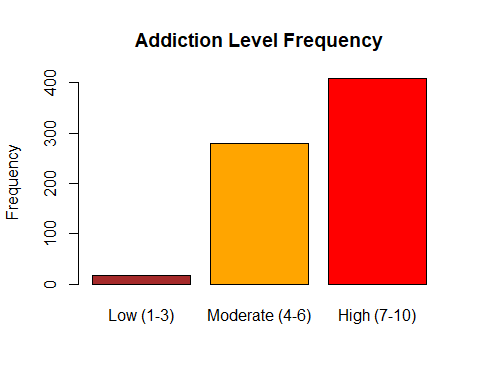 Addiction Level Frequency
Frequency
400
300
200
100
0
Low (1-3) Moderate (4-6) High (7-10)